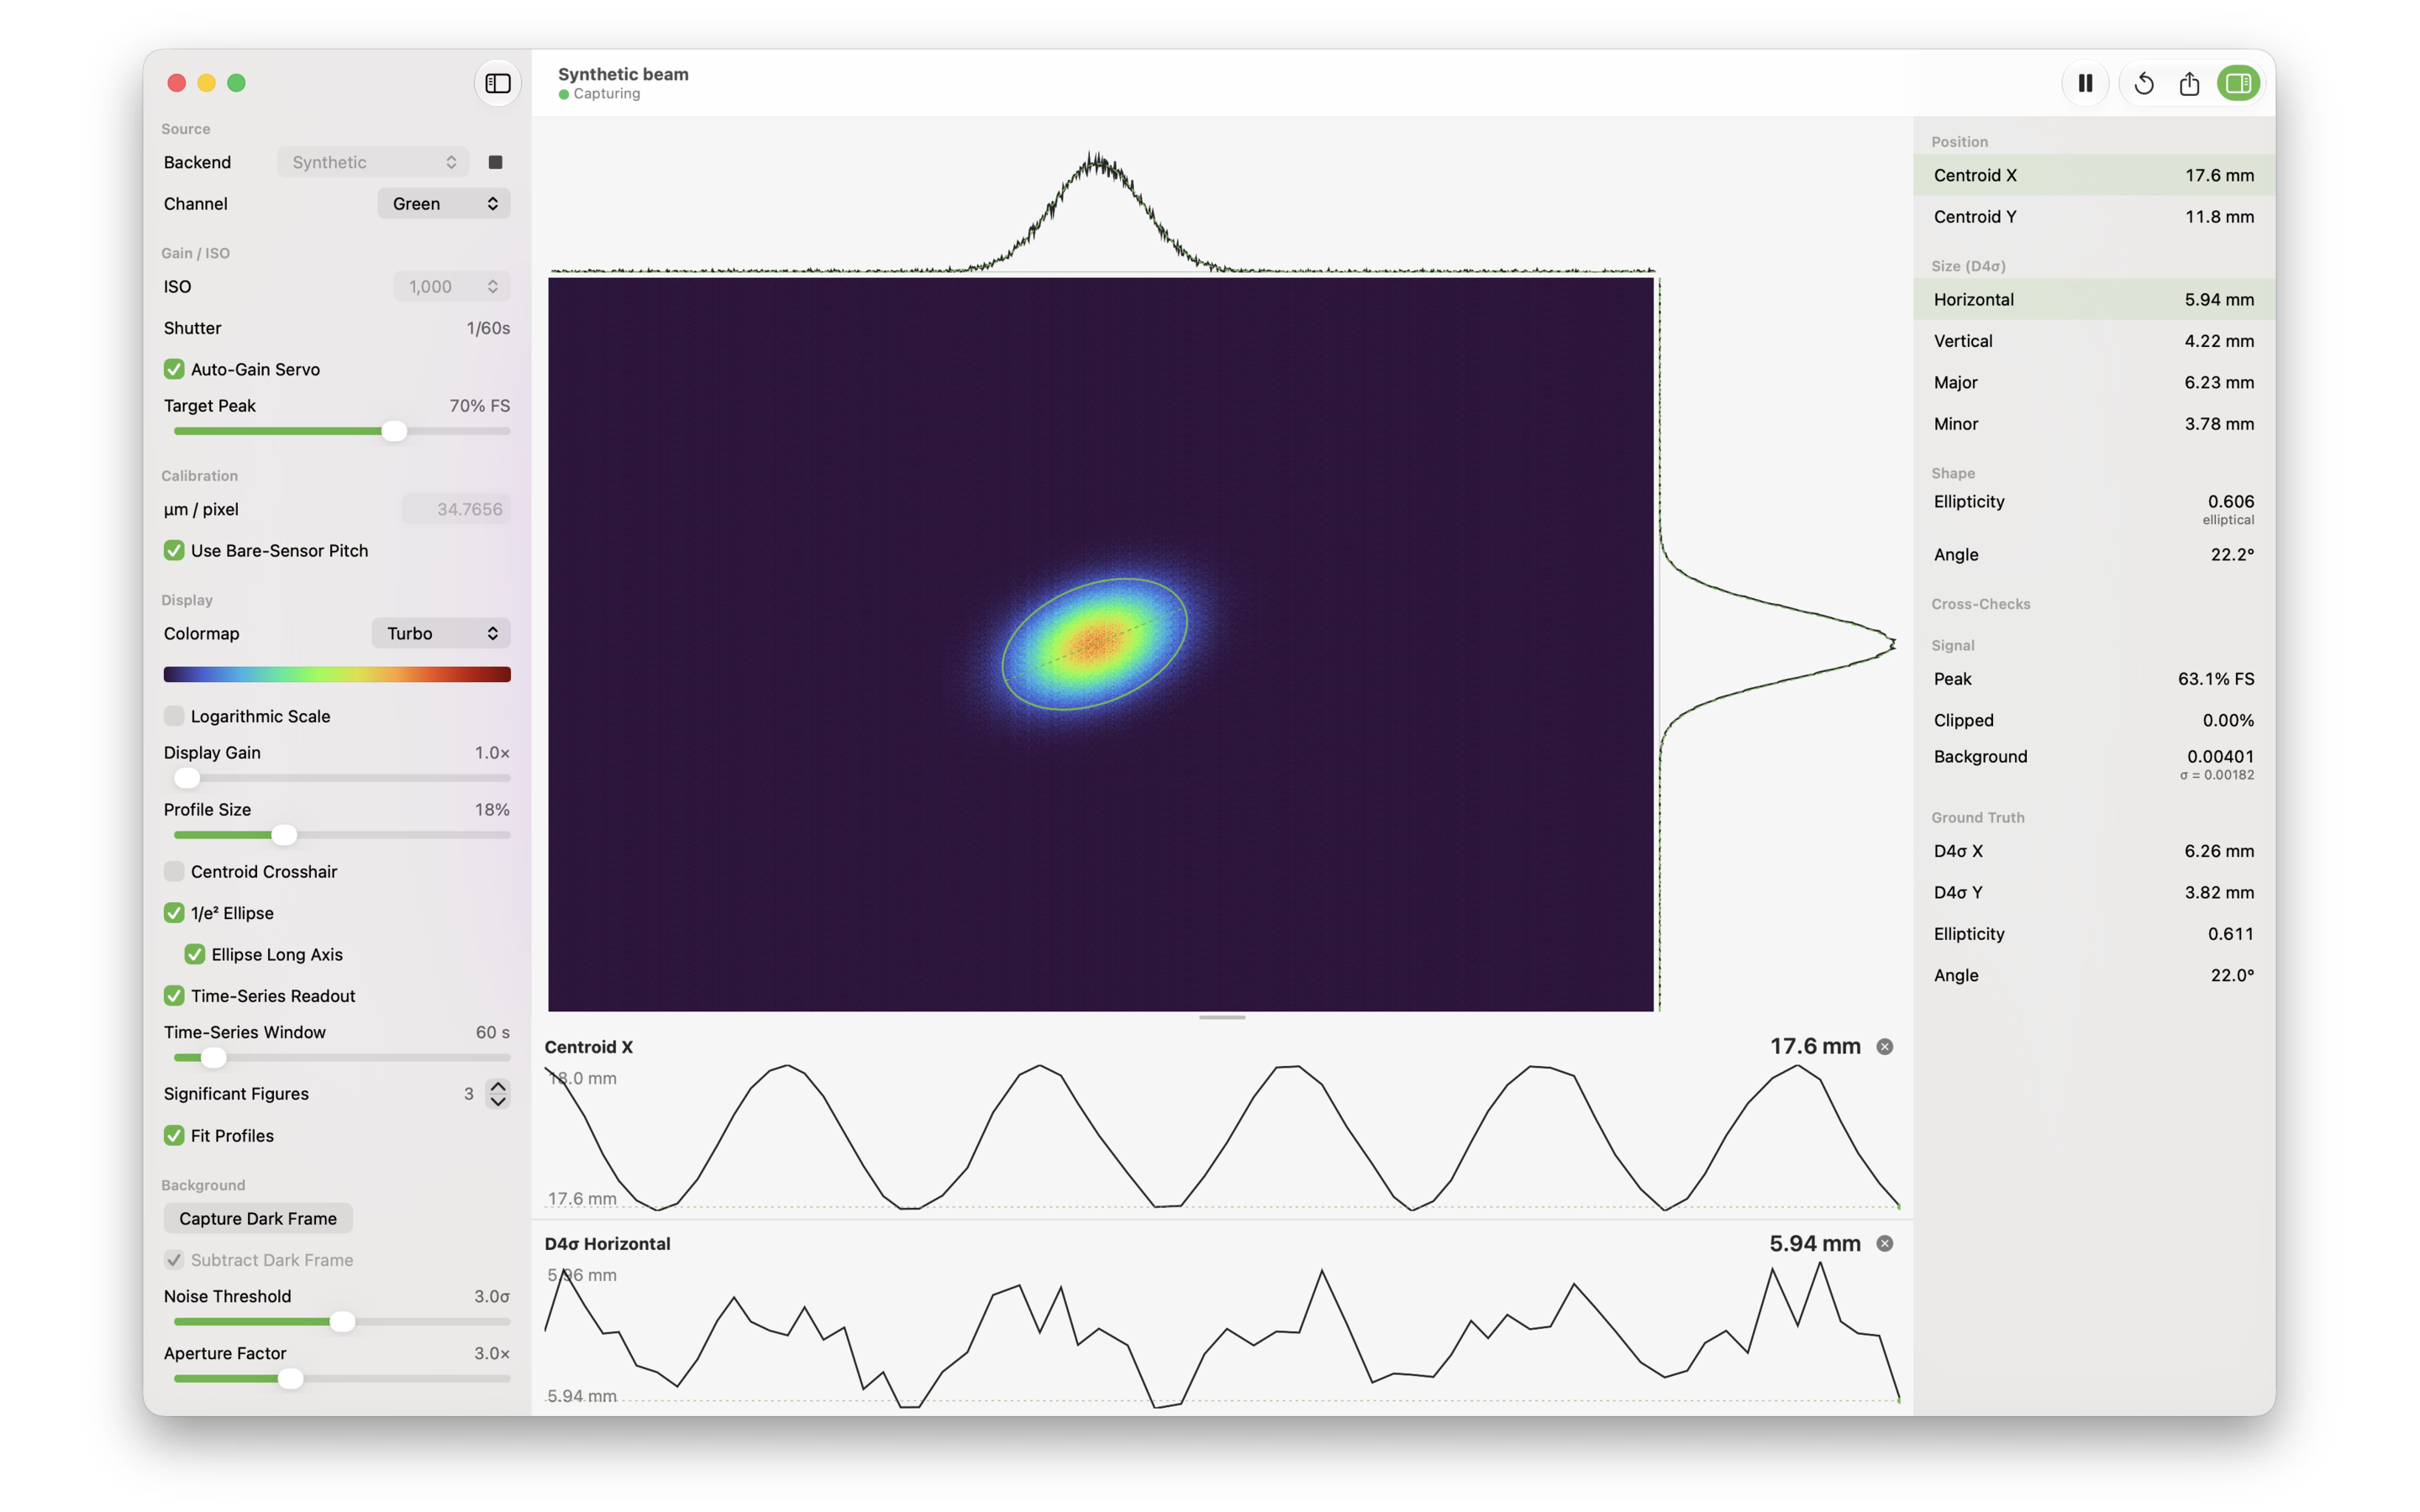 Synthetic beam
Capturing
Source
Backend Synthetic
Channel Green
Gain / ISO
ISO 1,000
Shutter 1/60s
Auto-Gain Servo
Target Peak 70% FS
Calibration
µm / pixel 34.7656
Use Bare-Sensor Pitch
Display
Colormap Turbo
Logarithmic Scale
Display Gain 1.0×
Profile Size 18%
Centroid Crosshair
1/e² Ellipse
Ellipse Long Axis
Time-Series Readout
Time-Series Window 60 s
Significant Figures 3
Fit Profiles
Background
Capture Dark Frame
Subtract Dark Frame
Noise Threshold 3.0σ
Aperture Factor 3.0×
Centroid X 17.6 mm
18.0 mm
17.6 mm
D4σ Horizontal 5.94 mm
5.96 mm
5.94 mm
Position
Centroid X 17.6 mm
Centroid Y 11.8 mm
Size (D4σ)
Horizontal 5.94 mm
Vertical 4.22 mm
Major 6.23 mm
Minor 3.78 mm
Shape
Ellipticity 0.606
elliptical
Angle 22.2°
Cross-Checks
Signal
Peak 63.1% FS
Clipped 0.00%
Background 0.00401
σ = 0.00182
Ground Truth
D4σ X 6.26 mm
D4σ Y 3.82 mm
Ellipticity 0.611
Angle 22.0°